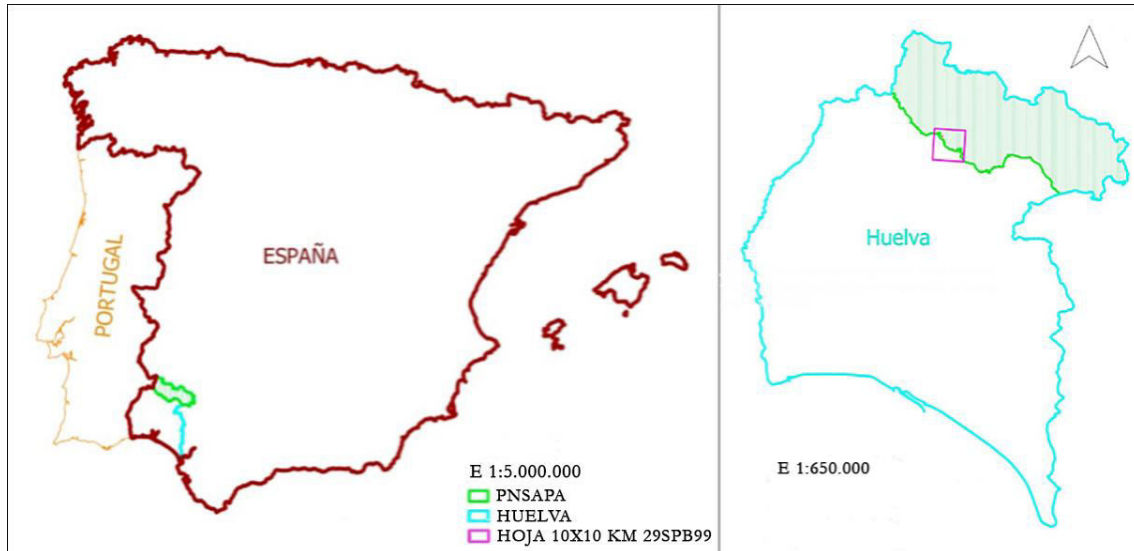 ESPAÑA
PORTUGAL
E 1:5.000.000
PNSAPA
HUELVA
HOJA 10X10 KM 29SPB99
Huelva
E 1:650.000